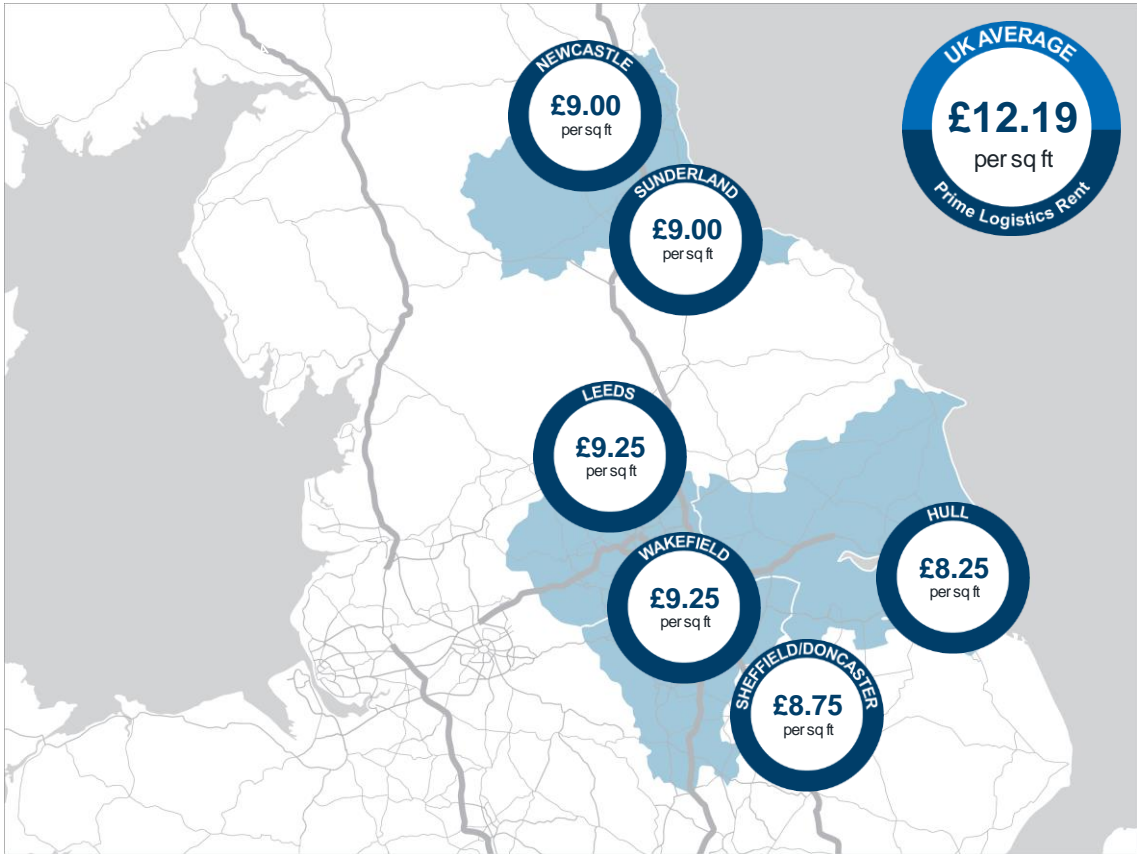 NEWCASTLE
£9.00
per sq ft
UK AVERAGE
£12.19
per sq ft
Prime Logistics Rent
SUNDERLAND
£9.00
per sq ft
LEEDS
£9.25
per sq ft
WAKEFIELD
£9.25
per sq ft
HULL
£8.25
per sq ft
SHEFFIELD/DONCASTER
£8.75
per sq ft